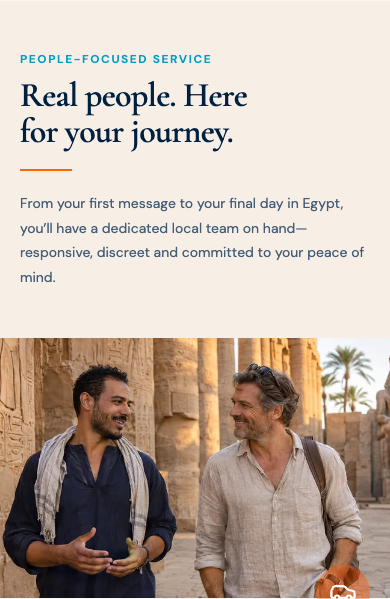 PEOPLE-FOCUSED SERVICE
Real people. Here
for your journey.
From your first message to your final day in Egypt,
you’ll have a dedicated local team on hand—
responsive, discreet and committed to your peace of
mind.